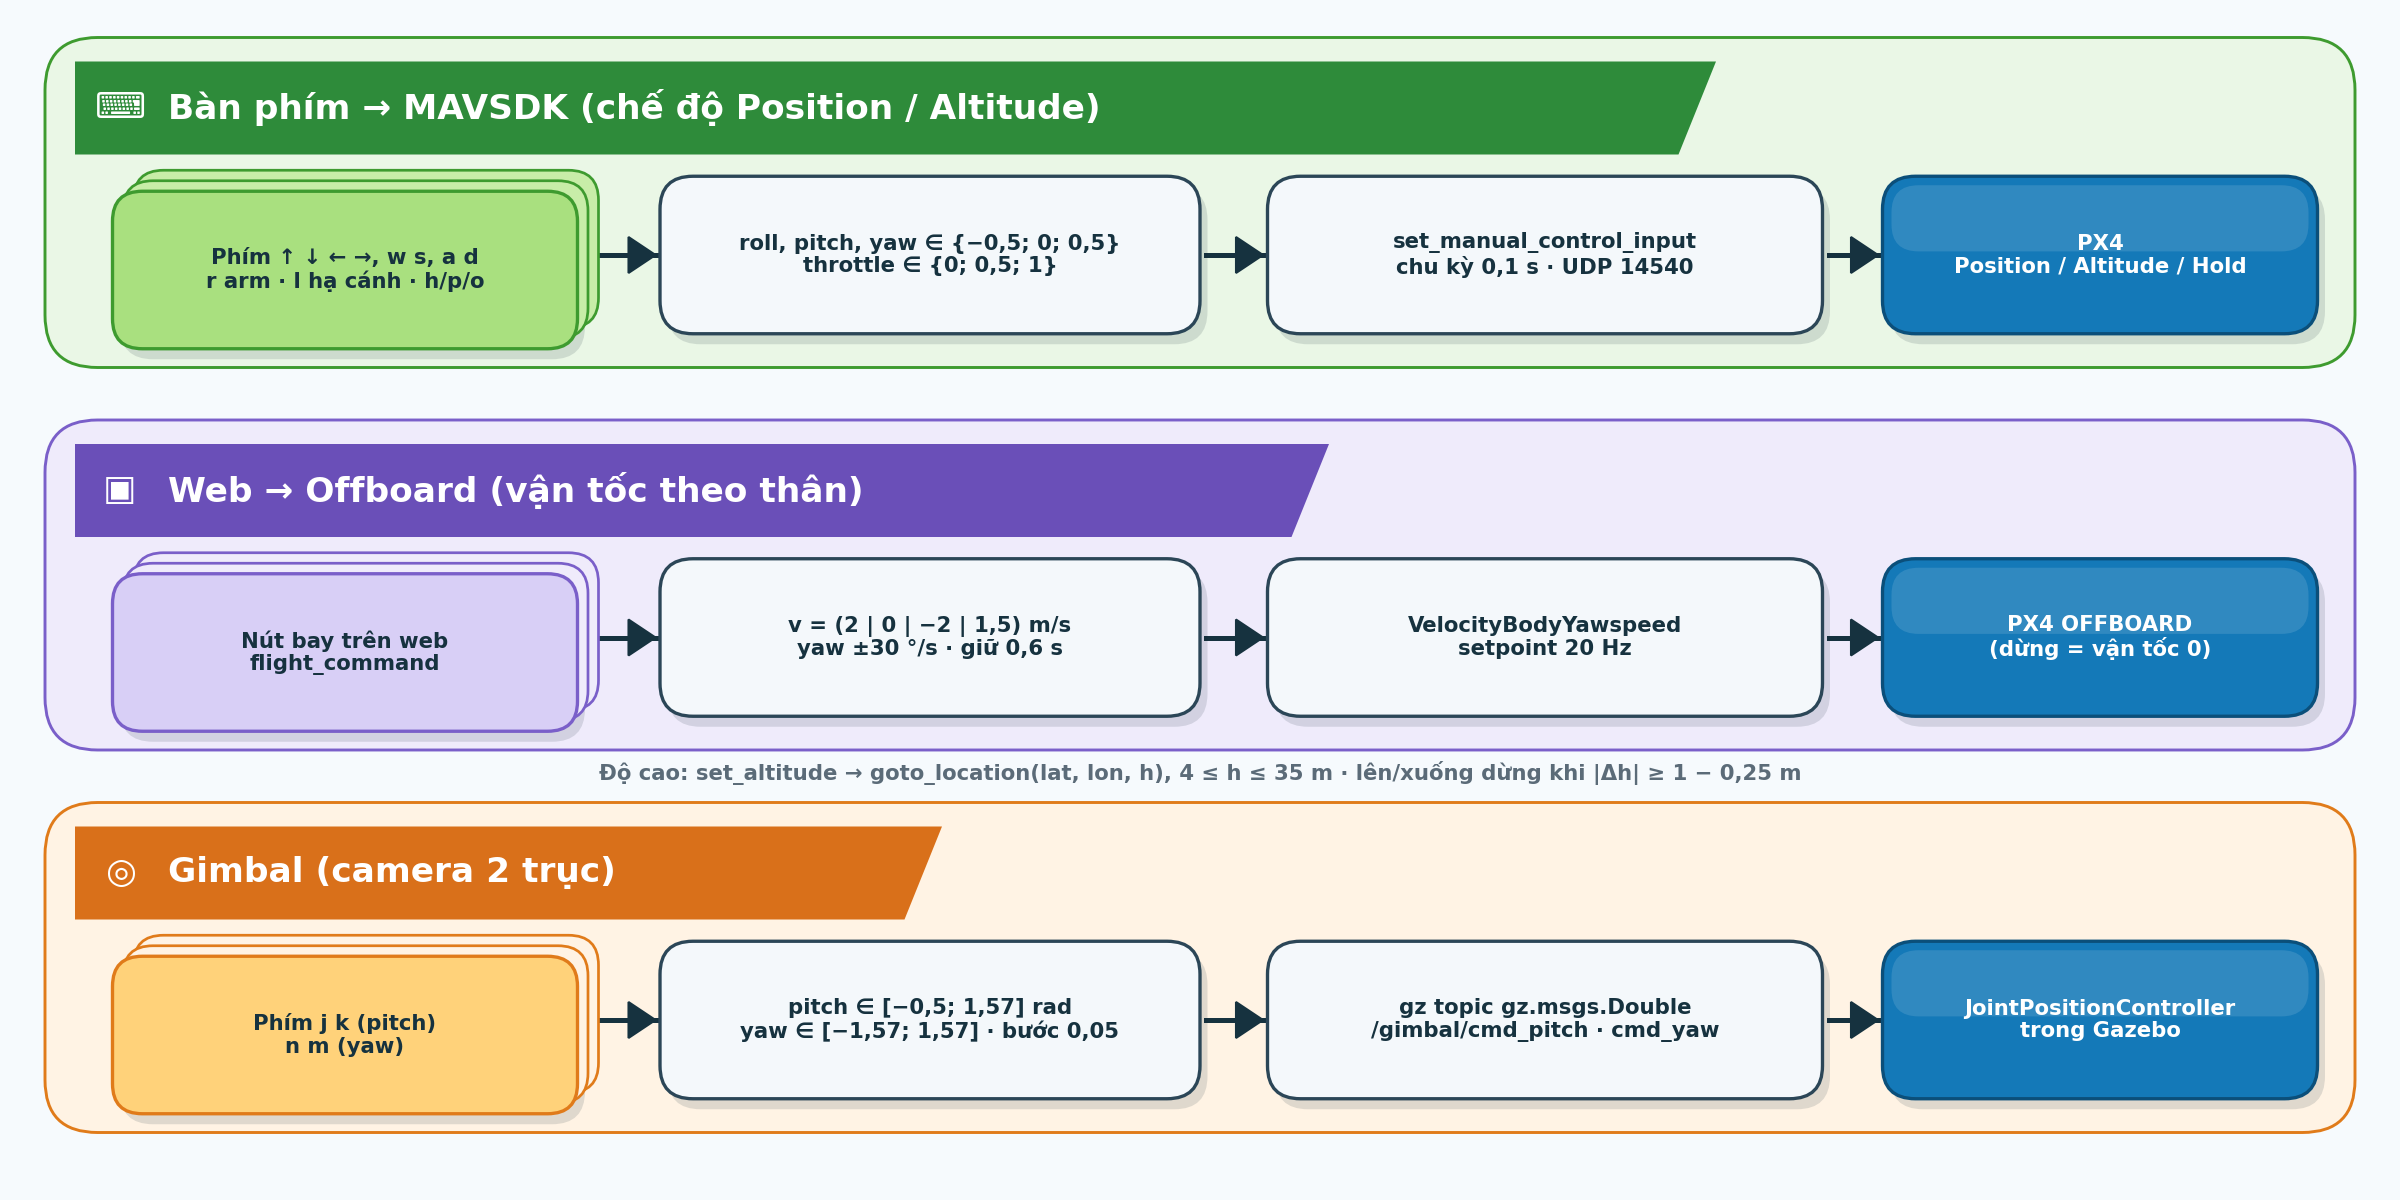 ⌨ Bàn phím → MAVSDK (chế độ Position / Altitude)
Phím ↑ ↓ ← →, w s, a d
r arm · l hạ cánh · h/p/o
roll, pitch, yaw ∈ {−0,5; 0; 0,5}
throttle ∈ {0; 0,5; 1}
set_manual_control_input
chu kỳ 0,1 s · UDP 14540
PX4
Position / Altitude / Hold
▣ Web → Offboard (vận tốc theo thân)
Nút bay trên web
flight_command
v = (2 | 0 | −2 | 1,5) m/s
yaw ±30 °/s · giữ 0,6 s
VelocityBodyYawspeed
setpoint 20 Hz
PX4 OFFBOARD
(dừng = vận tốc 0)
Độ cao: set_altitude → goto_location(lat, lon, h), 4 ≤ h ≤ 35 m · lên/xuống dừng khi |Δh| ≥ 1 − 0,25 m
◎ Gimbal (camera 2 trục)
Phím j k (pitch)
n m (yaw)
pitch ∈ [−0,5; 1,57] rad
yaw ∈ [−1,57; 1,57] · bước 0,05
gz topic gz.msgs.Double
/gimbal/cmd_pitch · cmd_yaw
JointPositionController
trong Gazebo